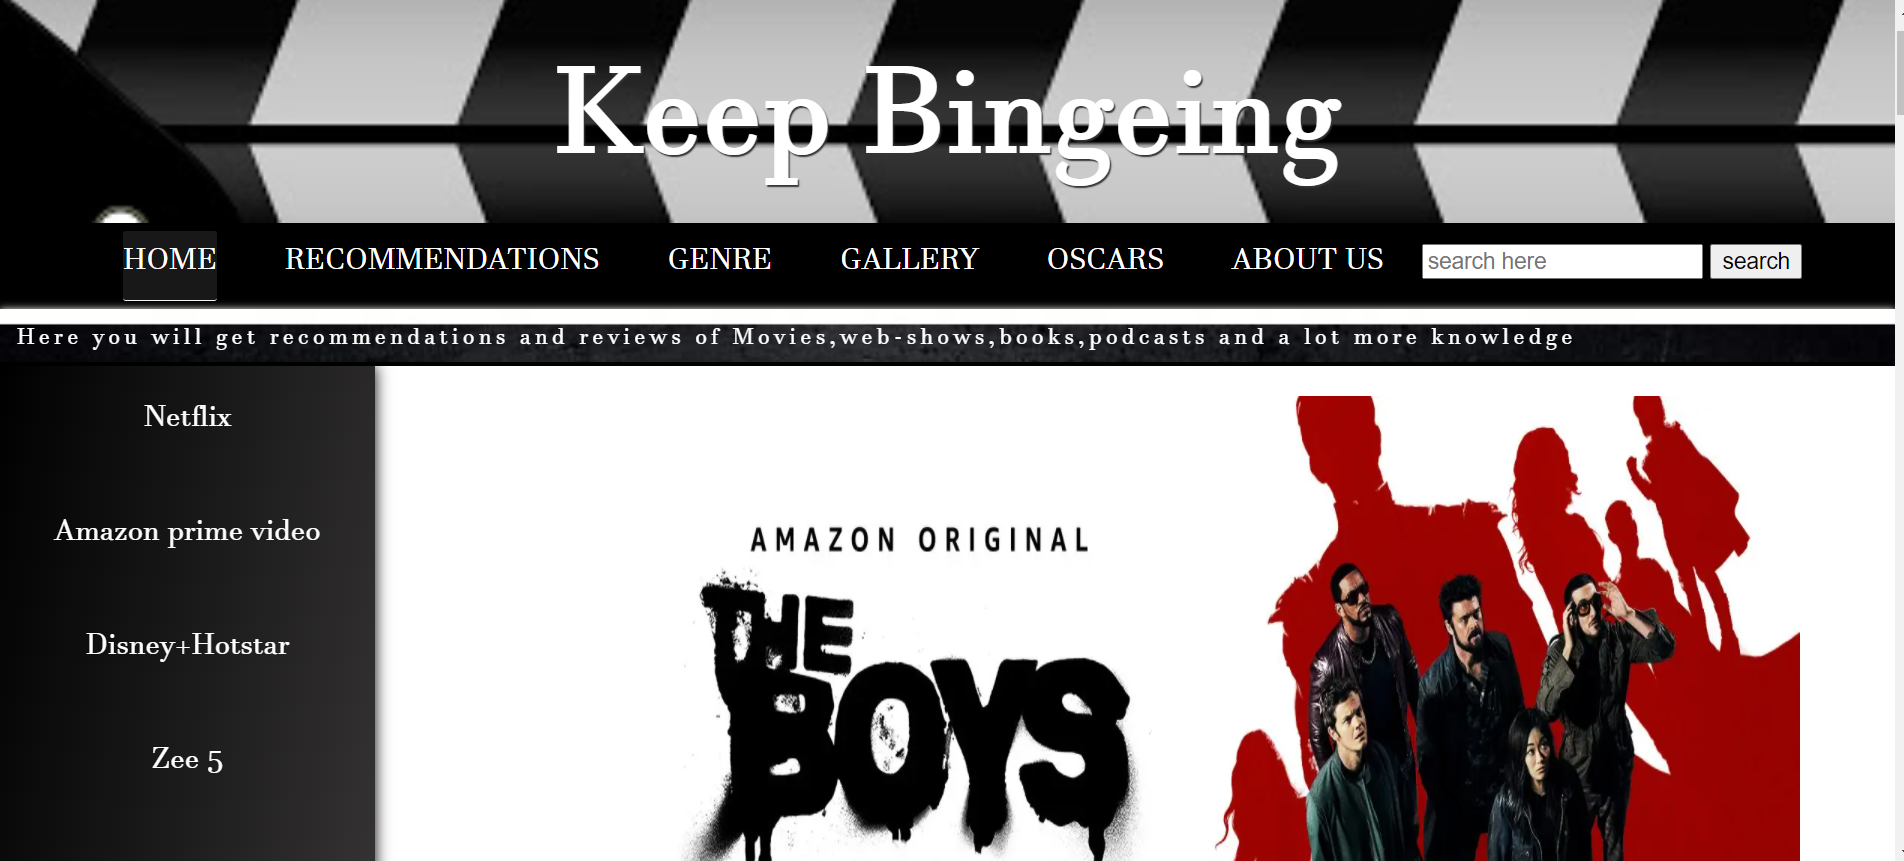 Keep Bingeing
HOME RECOMMENDATIONS GENRE GALLERY OSCARS ABOUT US search here search
Here you will get recommendations and reviews of Movies,web-shows,books,podcasts and a lot more knowledge
Netflix
Amazon prime video
Disney+Hotstar
Zee 5
AMAZON ORIGINAL
THE
BOYS